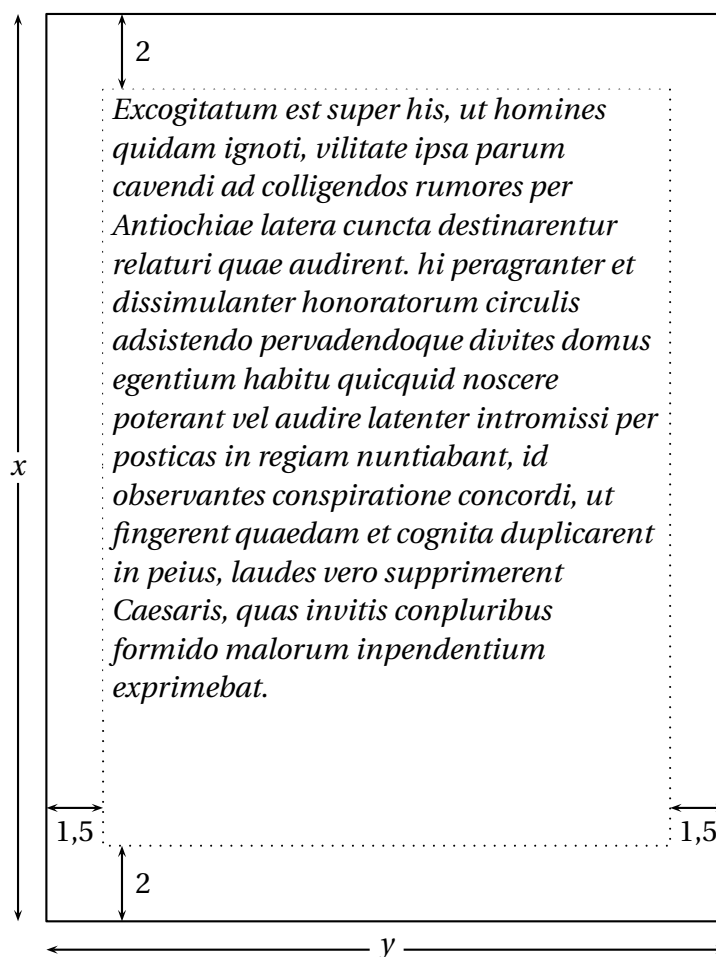 2
Excogitatum est super his, ut homines
quidam ignoti, vilitate ipsa parum
cavendi ad colligendos rumores per
Antiochiae latera cuncta destinarentur
relaturi quae audirent. hi peragranter et
dissimulanter honoratorum circulis
adsistendo pervadendoque divites domus
egentium habitu quicquid noscere
poterant vel audire latenter intromissi per
x
posticas in regiam nuntiabant, id
observantes conspiratione concordi, ut
fingerent quaedam et cognita duplicarent
in peius, laudes vero supprimerent
Caesaris, quas invitis conpluribus
formido malorum inpendentium
exprimebat.
1,5 1,5
2
y